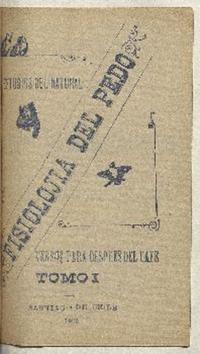 ESTUDIOS DEL NATURAL
FISIOLOGIA DEL PEDO
VERSOS PARA DESPUES DEL CAFE
TOMO I
SANTIAGO DE CHILE